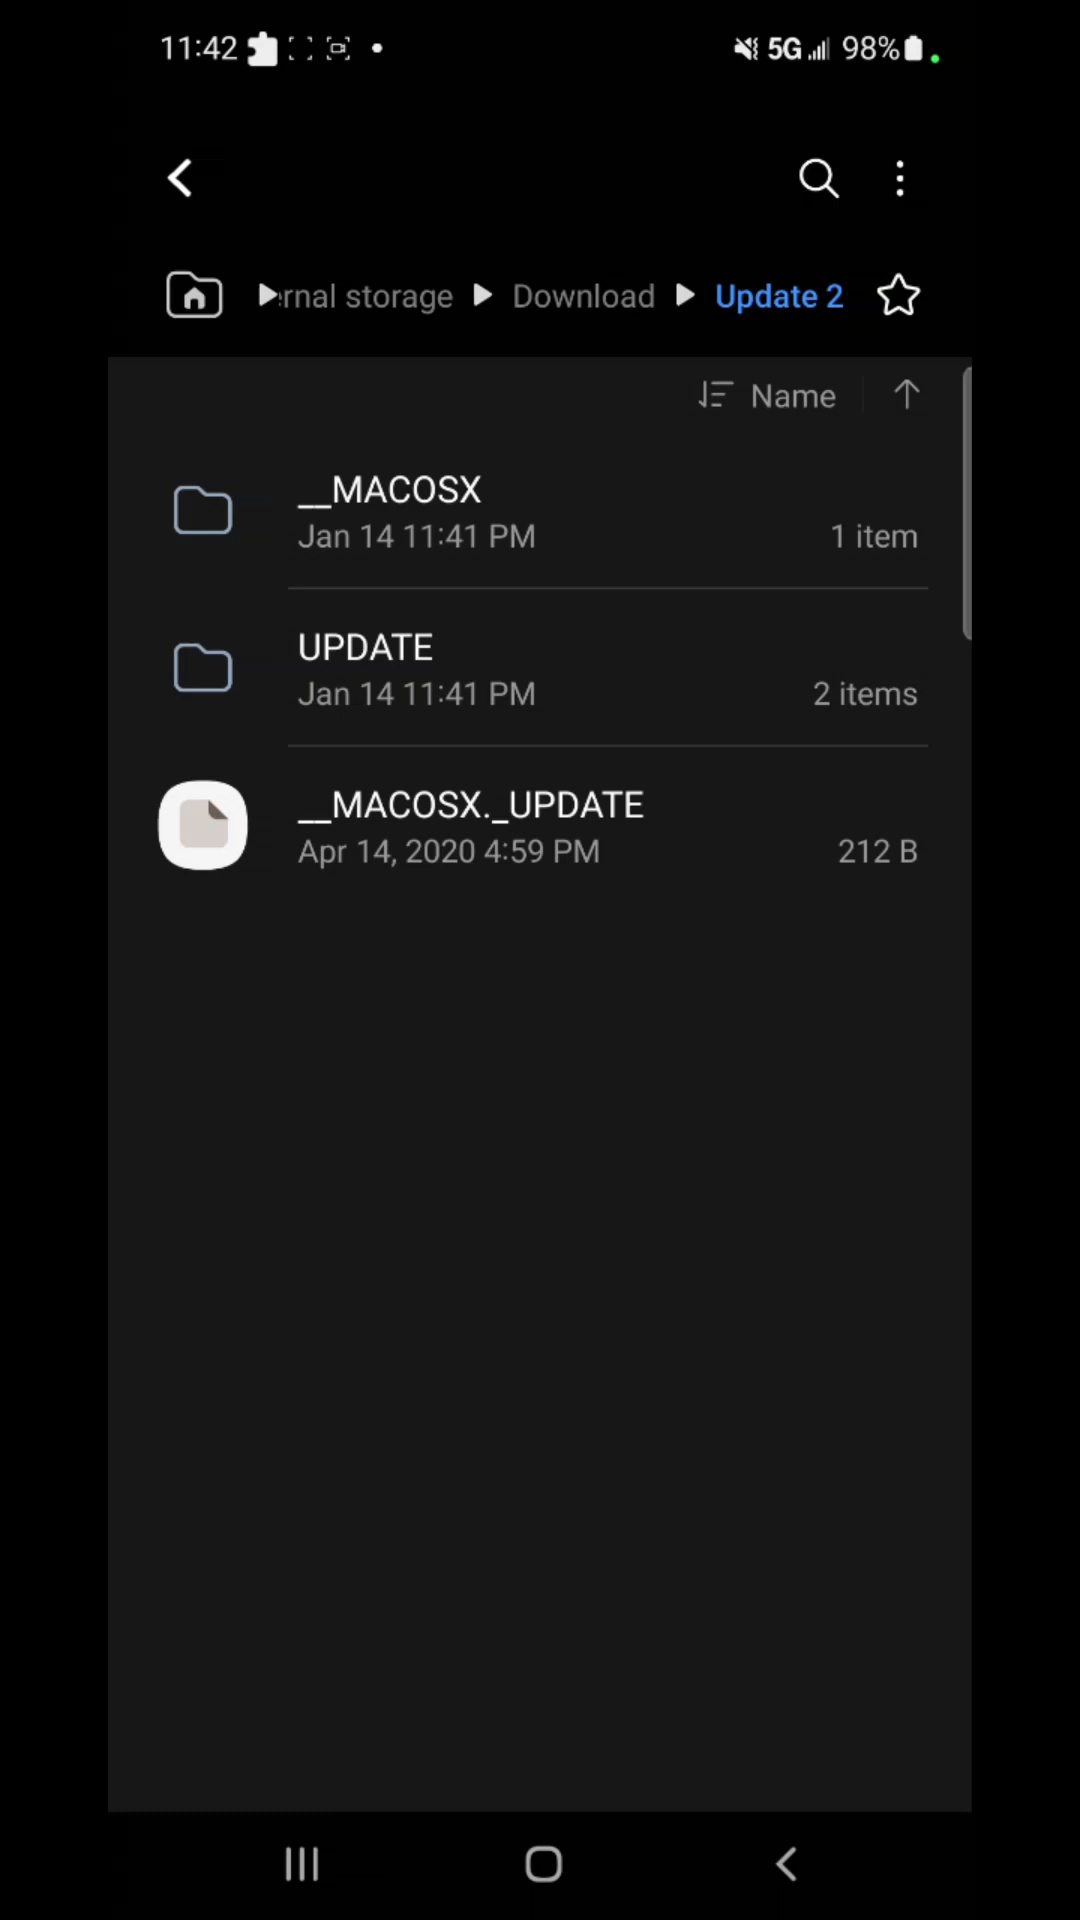 11:42 5G 98%
rnal storage Download Update 2
Name
__MACOSX
Jan 14 11:41 PM 1 item
UPDATE
Jan 14 11:41 PM 2 items
__MACOSX._UPDATE
Apr 14, 2020 4:59 PM 212 B